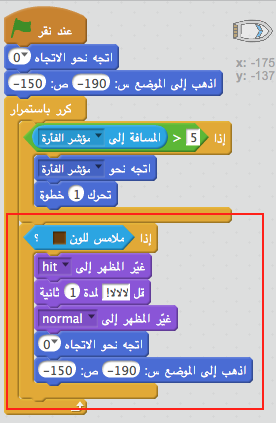 عند نقر
اتجه نحو الاتجاه 0
اذهب إلى الموضع س: -190 ص: -150
x: -175
y: -137
كرر باستمرار
إذا المسافة إلى مؤشر الفأرة > 5
اتجه نحو مؤشر الفأرة
تحرك 1 خطوة
إذا ملامس للون ؟
غيّر المظهر إلى hit
قل لالالا! لمدة 1 ثانية
غيّر المظهر إلى normal
اتجه نحو الاتجاه 0
اذهب إلى الموضع س: -190 ص: -150